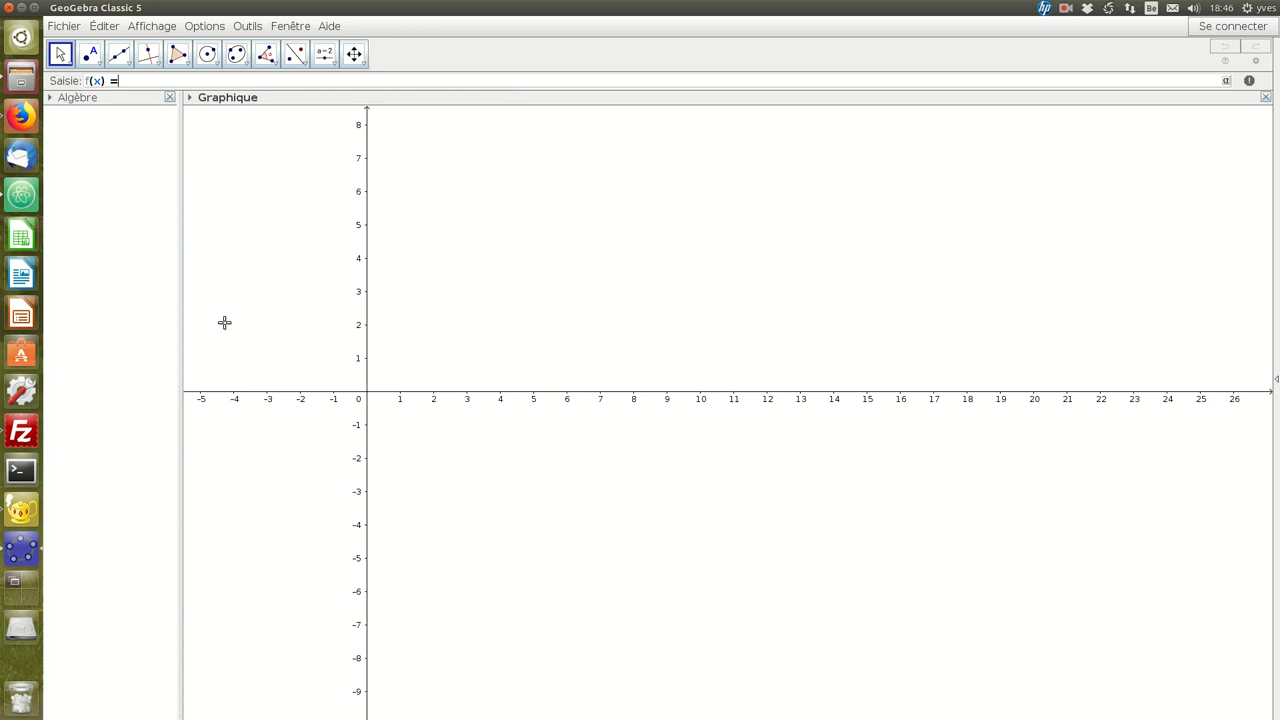 GeoGebra Classic 5
Be
18:46
yves
Fichier Éditer Affichage Options Outils Fenêtre Aide
Se connecter
A
a=2
Saisie: f(x) =
α
Algèbre
Graphique
8
7
6
5
4
3
2
1
-5 -4 -3 -2 -1 0 1 2 3 4 5 6 7 8 9 10 11 12 13 14 15 16 17 18 19 20 21 22 23 24 25 26
-1
-2
-3
-4
-5
-6
-7
-8
-9
Fz
>_